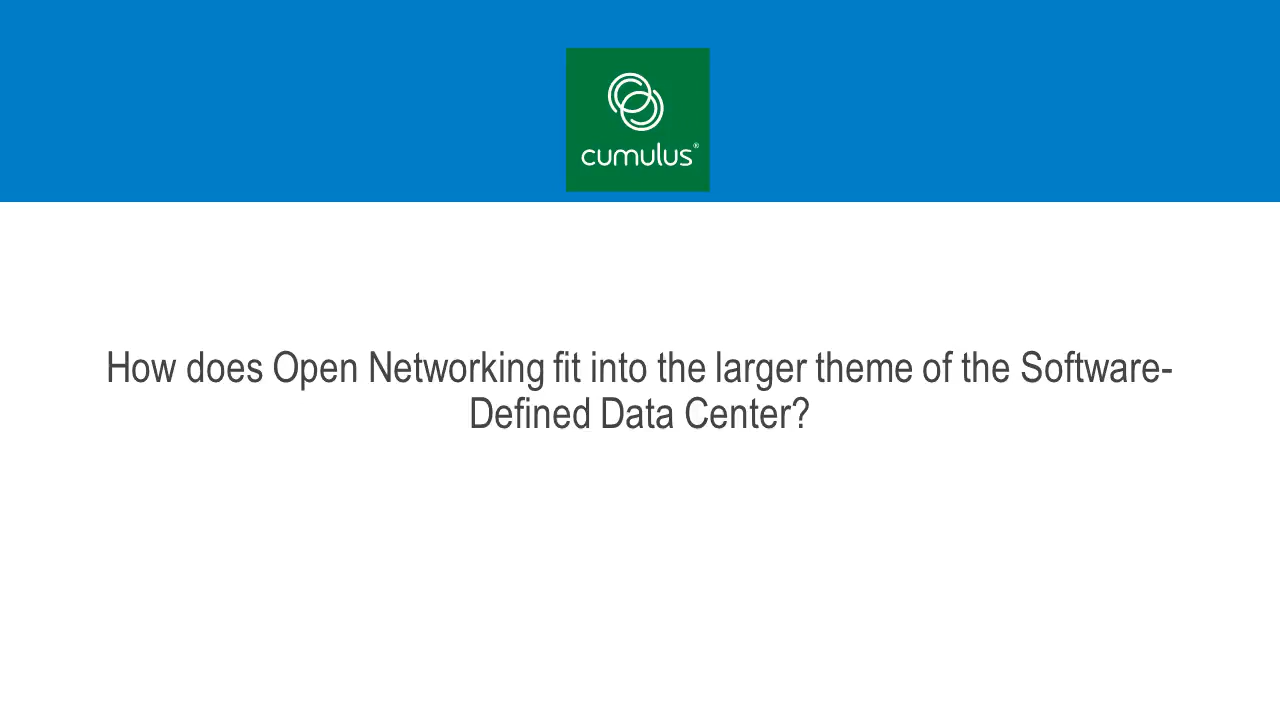 cumulus®
How does Open Networking fit into the larger theme of the Software-
Defined Data Center?